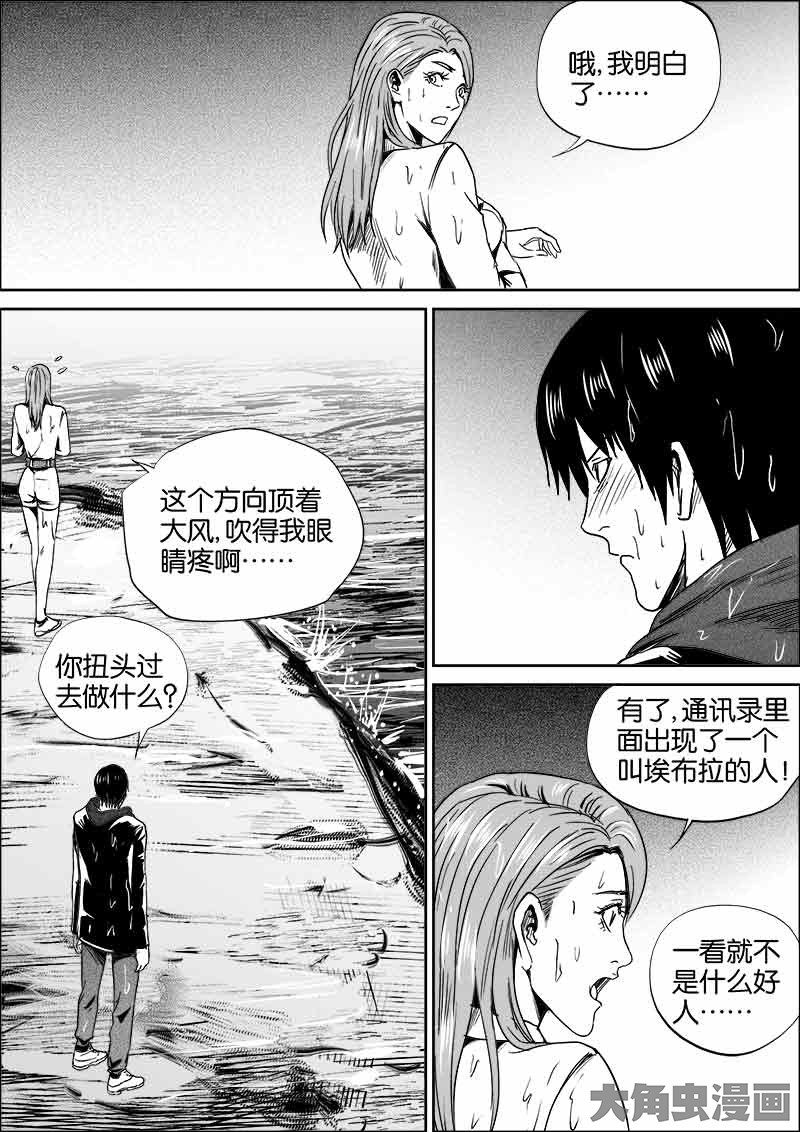 哦,我明白
了……
这个方向顶着
大风,吹得我眼
睛疼啊……
你扭头过
去做什么?
有了,通讯录里
面出现了一个
叫埃布拉的人!
一看就不
是什么好
人……
大角虫漫画